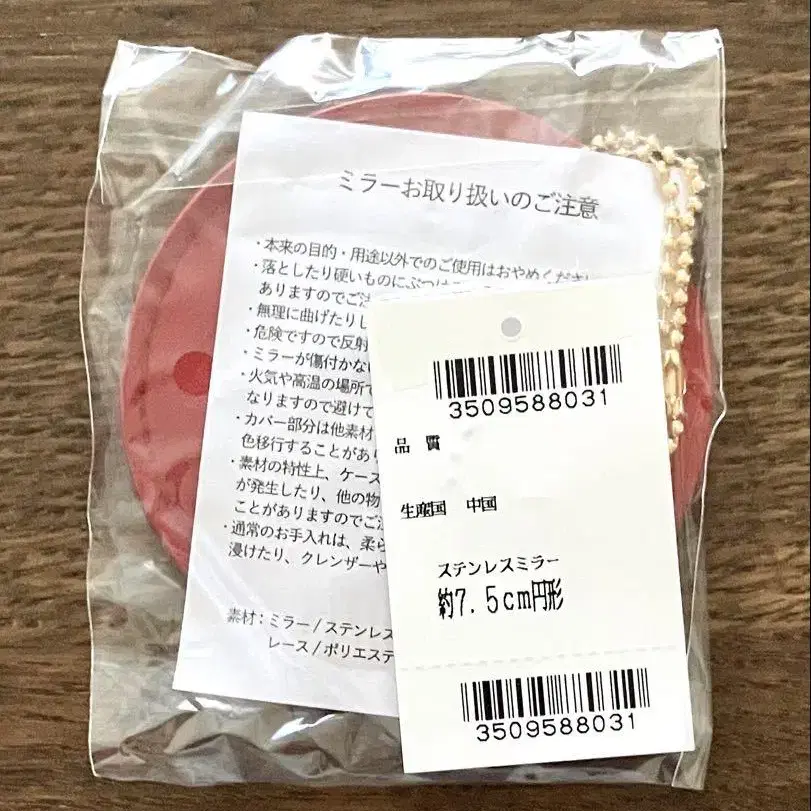 ミラーお取り扱いのご注意
・本来の目的・用途以外でのご使用はおやめくださ
・落としたり硬いものにぶつけ
ありますのでご注
・無理に曲げたりし
・危険ですので反射
・ミラーが傷付かない
・火気や高温の場所で
なりますので避けて
・カバー部分は他素材
色移行することがあり
・素材の特性上、ケース
が発生したり、他の物
ことがありますのでご注
・通常のお手入れは、柔ら
浸けたり、クレンザーや
素材：ミラー/ステンレス
レース/ポリエステ
3509588031
品質
生産国 中国
ステンレスミラー
約7.5cm円形
3509588031